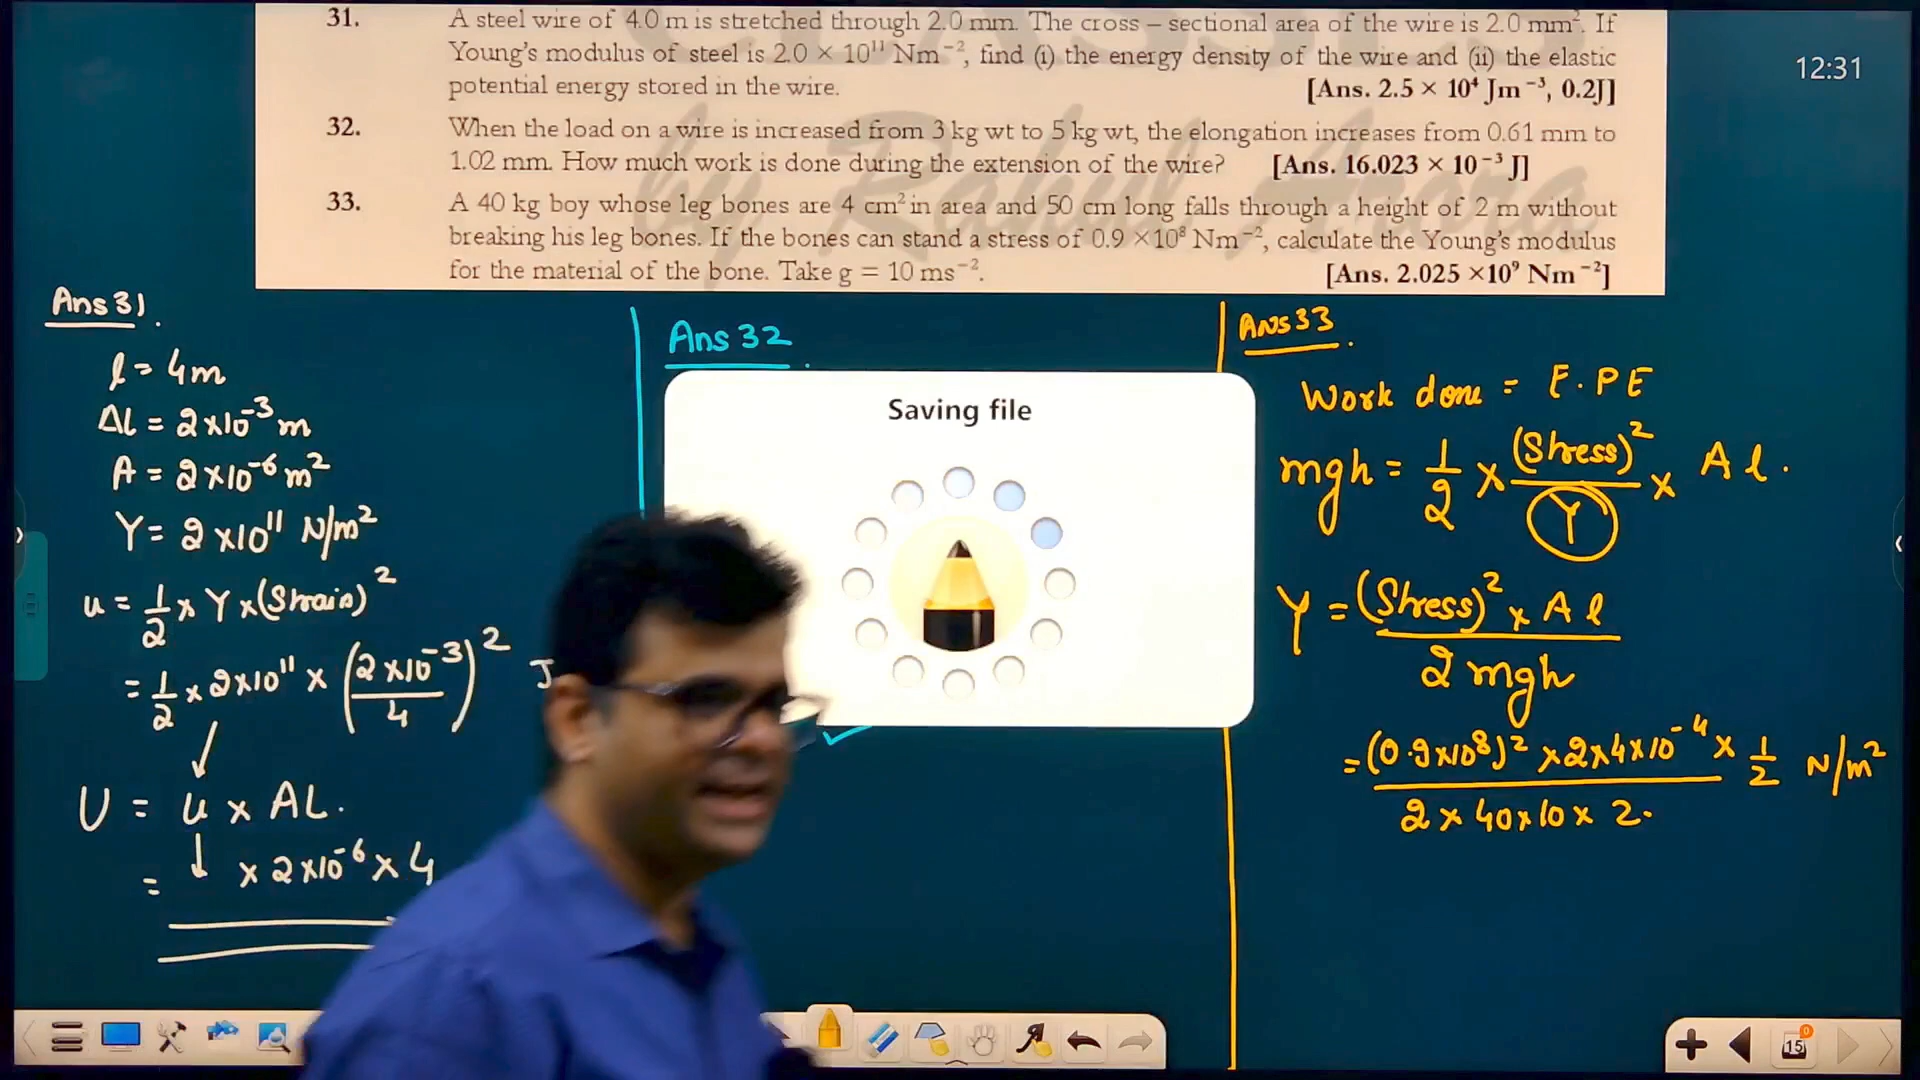 31. A steel wire of 4.0 m is stretched through 2.0 mm. The cross – sectional area of the wire is 2.0 mm². If
Young's modulus of steel is 2.0 × 10¹¹ Nm⁻², find (i) the energy density of the wire and (ii) the elastic
potential energy stored in the wire. [Ans. 2.5 × 10⁴ Jm⁻³, 0.2J]
32. When the load on a wire is increased from 3 kg wt to 5 kg wt, the elongation increases from 0.61 mm to
1.02 mm. How much work is done during the extension of the wire? [Ans. 16.023 × 10⁻³ J]
33. A 40 kg boy whose leg bones are 4 cm² in area and 50 cm long falls through a height of 2 m without
breaking his leg bones. If the bones can stand a stress of 0.9 ×10⁸ Nm⁻², calculate the Young's modulus
for the material of the bone. Take g = 10 ms⁻². [Ans. 2.025 ×10⁹ Nm⁻²]
by Rahul Arora
12:31
Ans 31.
l = 4m
Δl = 2×10⁻³ m
A = 2×10⁻⁶ m²
Y = 2×10¹¹ N/m²
u = 1/2 × Y × (Strain)²
= 1/2 × 2×10¹¹ × (2×10⁻³/4)² J
U = u × AL.
= ↓ × 2×10⁻⁶ × 4
Ans 32.
Saving file
Ans 33.
Work done = E.PE
mgh = 1/2 × (Stress)²/Y × Al.
Y = (Stress)² × Al / 2mgh
= (0.9×10⁸)² × 2×4×10⁻⁴ × 1/2 N/m²
2 × 40×10× 2.
15
0